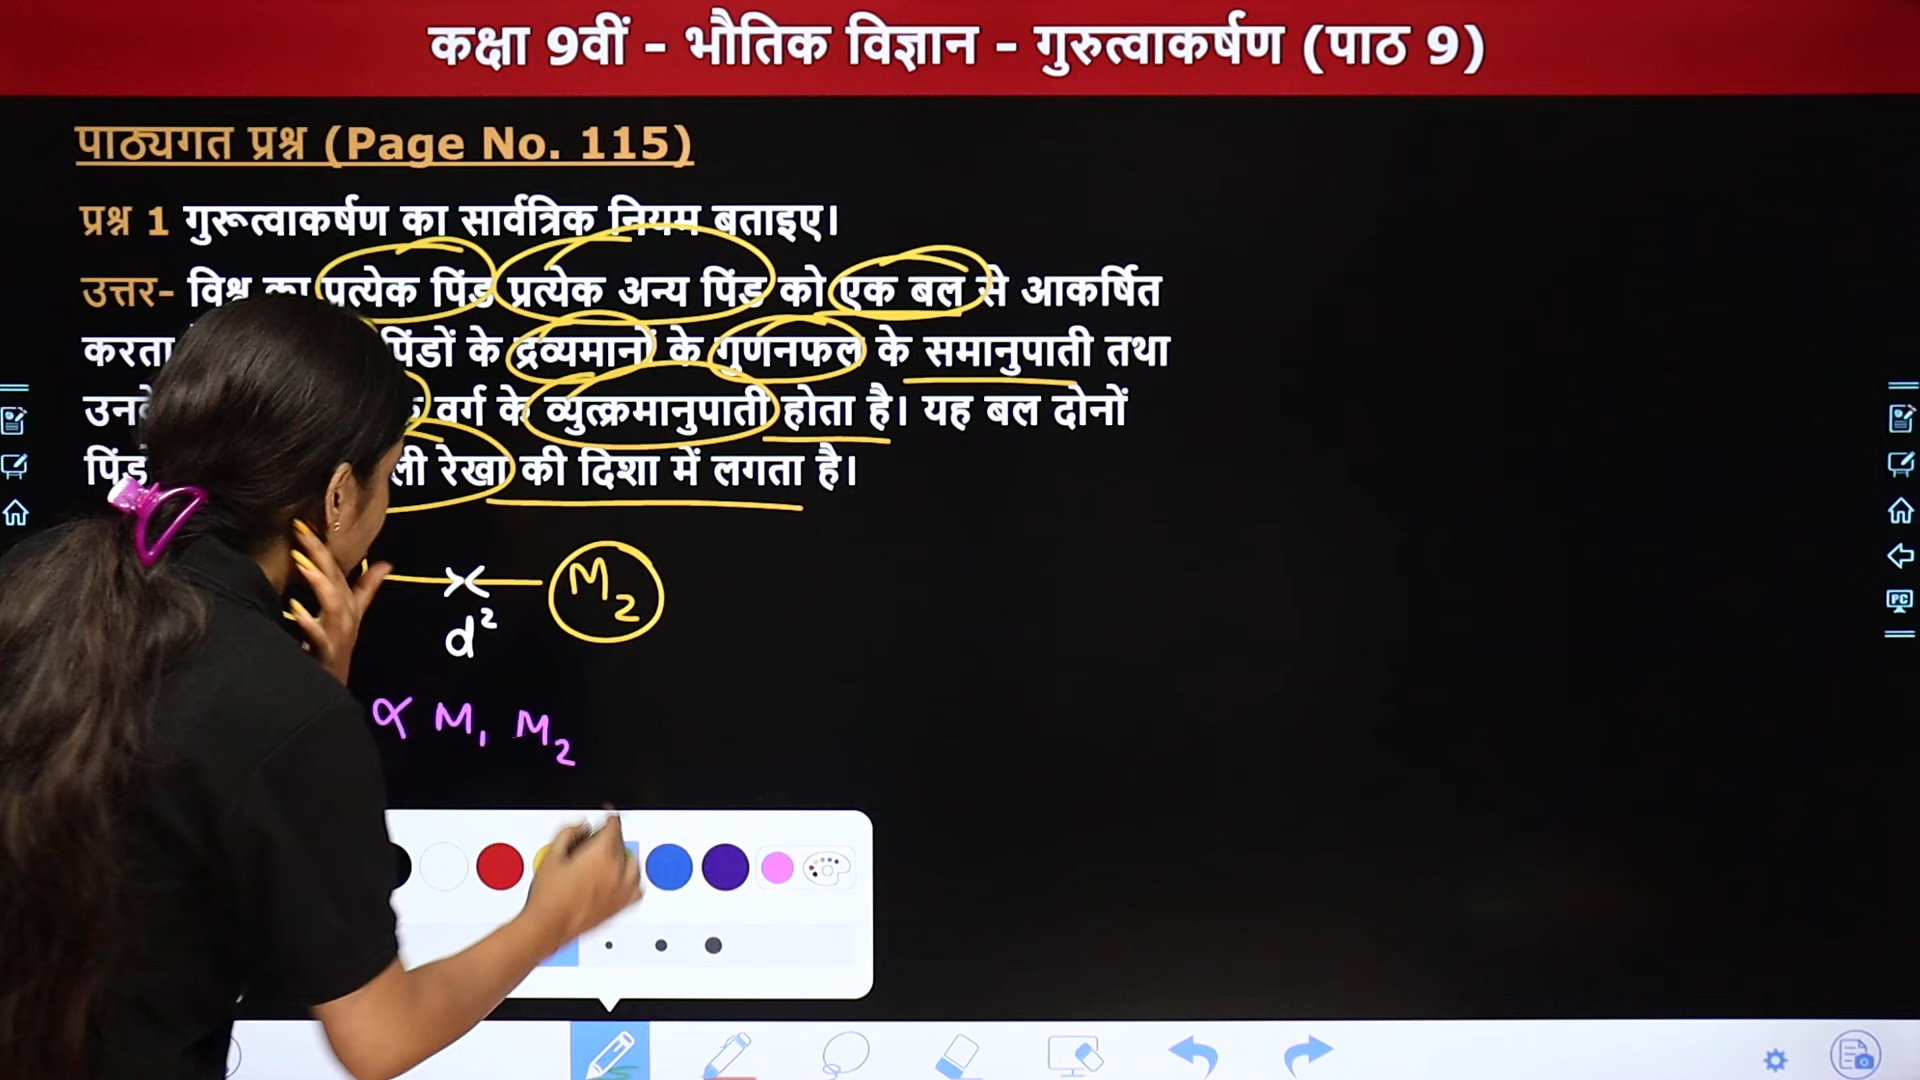 कक्षा 9वीं - भौतिक विज्ञान - गुरुत्वाकर्षण (पाठ 9)
पाठ्यगत प्रश्न (Page No. 115)
प्रश्न 1 गुरूत्वाकर्षण का सार्वत्रिक नियम बताइए।
उत्तर- विश्व का प्रत्येक पिंड प्रत्येक अन्य पिंड को एक बल से आकर्षित
करता पिंडों के द्रव्यमानों के गुणनफल के समानुपाती तथा
वर्ग के व्युत्क्रमानुपाती होता है। यह बल दोनों
रेखा की दिशा में लगता है।
M₂
d²
∝ M₁ M₂
PC